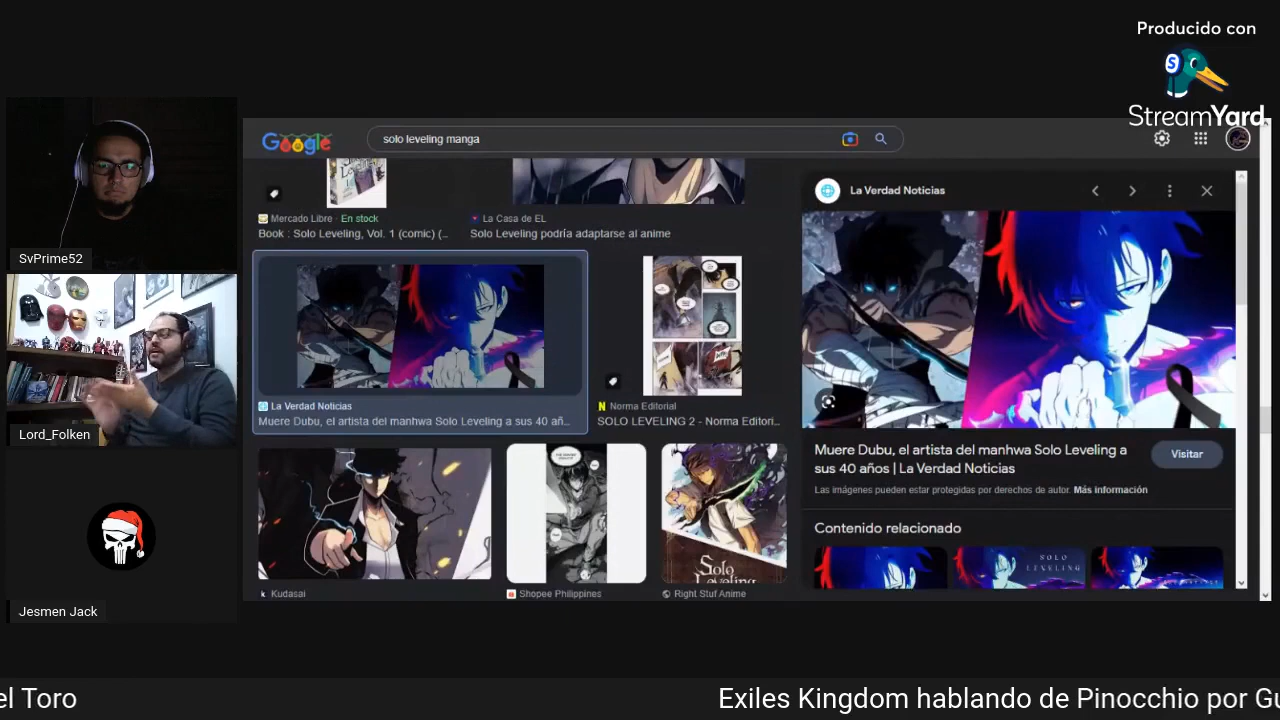 Producido con
StreamYard
Google
solo leveling manga
Mercado Libre · En stock
Book : Solo Leveling, Vol. 1 (comic) (...
La Casa de EL
Solo Leveling podría adaptarse al anime
La Verdad Noticias
Muere Dubu, el artista del manhwa Solo Leveling a sus 40 añ...
Norma Editorial
SOLO LEVELING 2 - Norma Editori...
Solo
Leveling
Kudasai
Shopee Philippines
Right Stuf Anime
La Verdad Noticias
Muere Dubu, el artista del manhwa Solo Leveling a
sus 40 años | La Verdad Noticias
Visitar
Las imágenes pueden estar protegidas por derechos de autor. Más información
Contenido relacionado
SOLO
LEVELING
SvPrime52
Lord_Folken
Jesmen Jack
el Toro
Exiles Kingdom hablando de Pinocchio por Gu